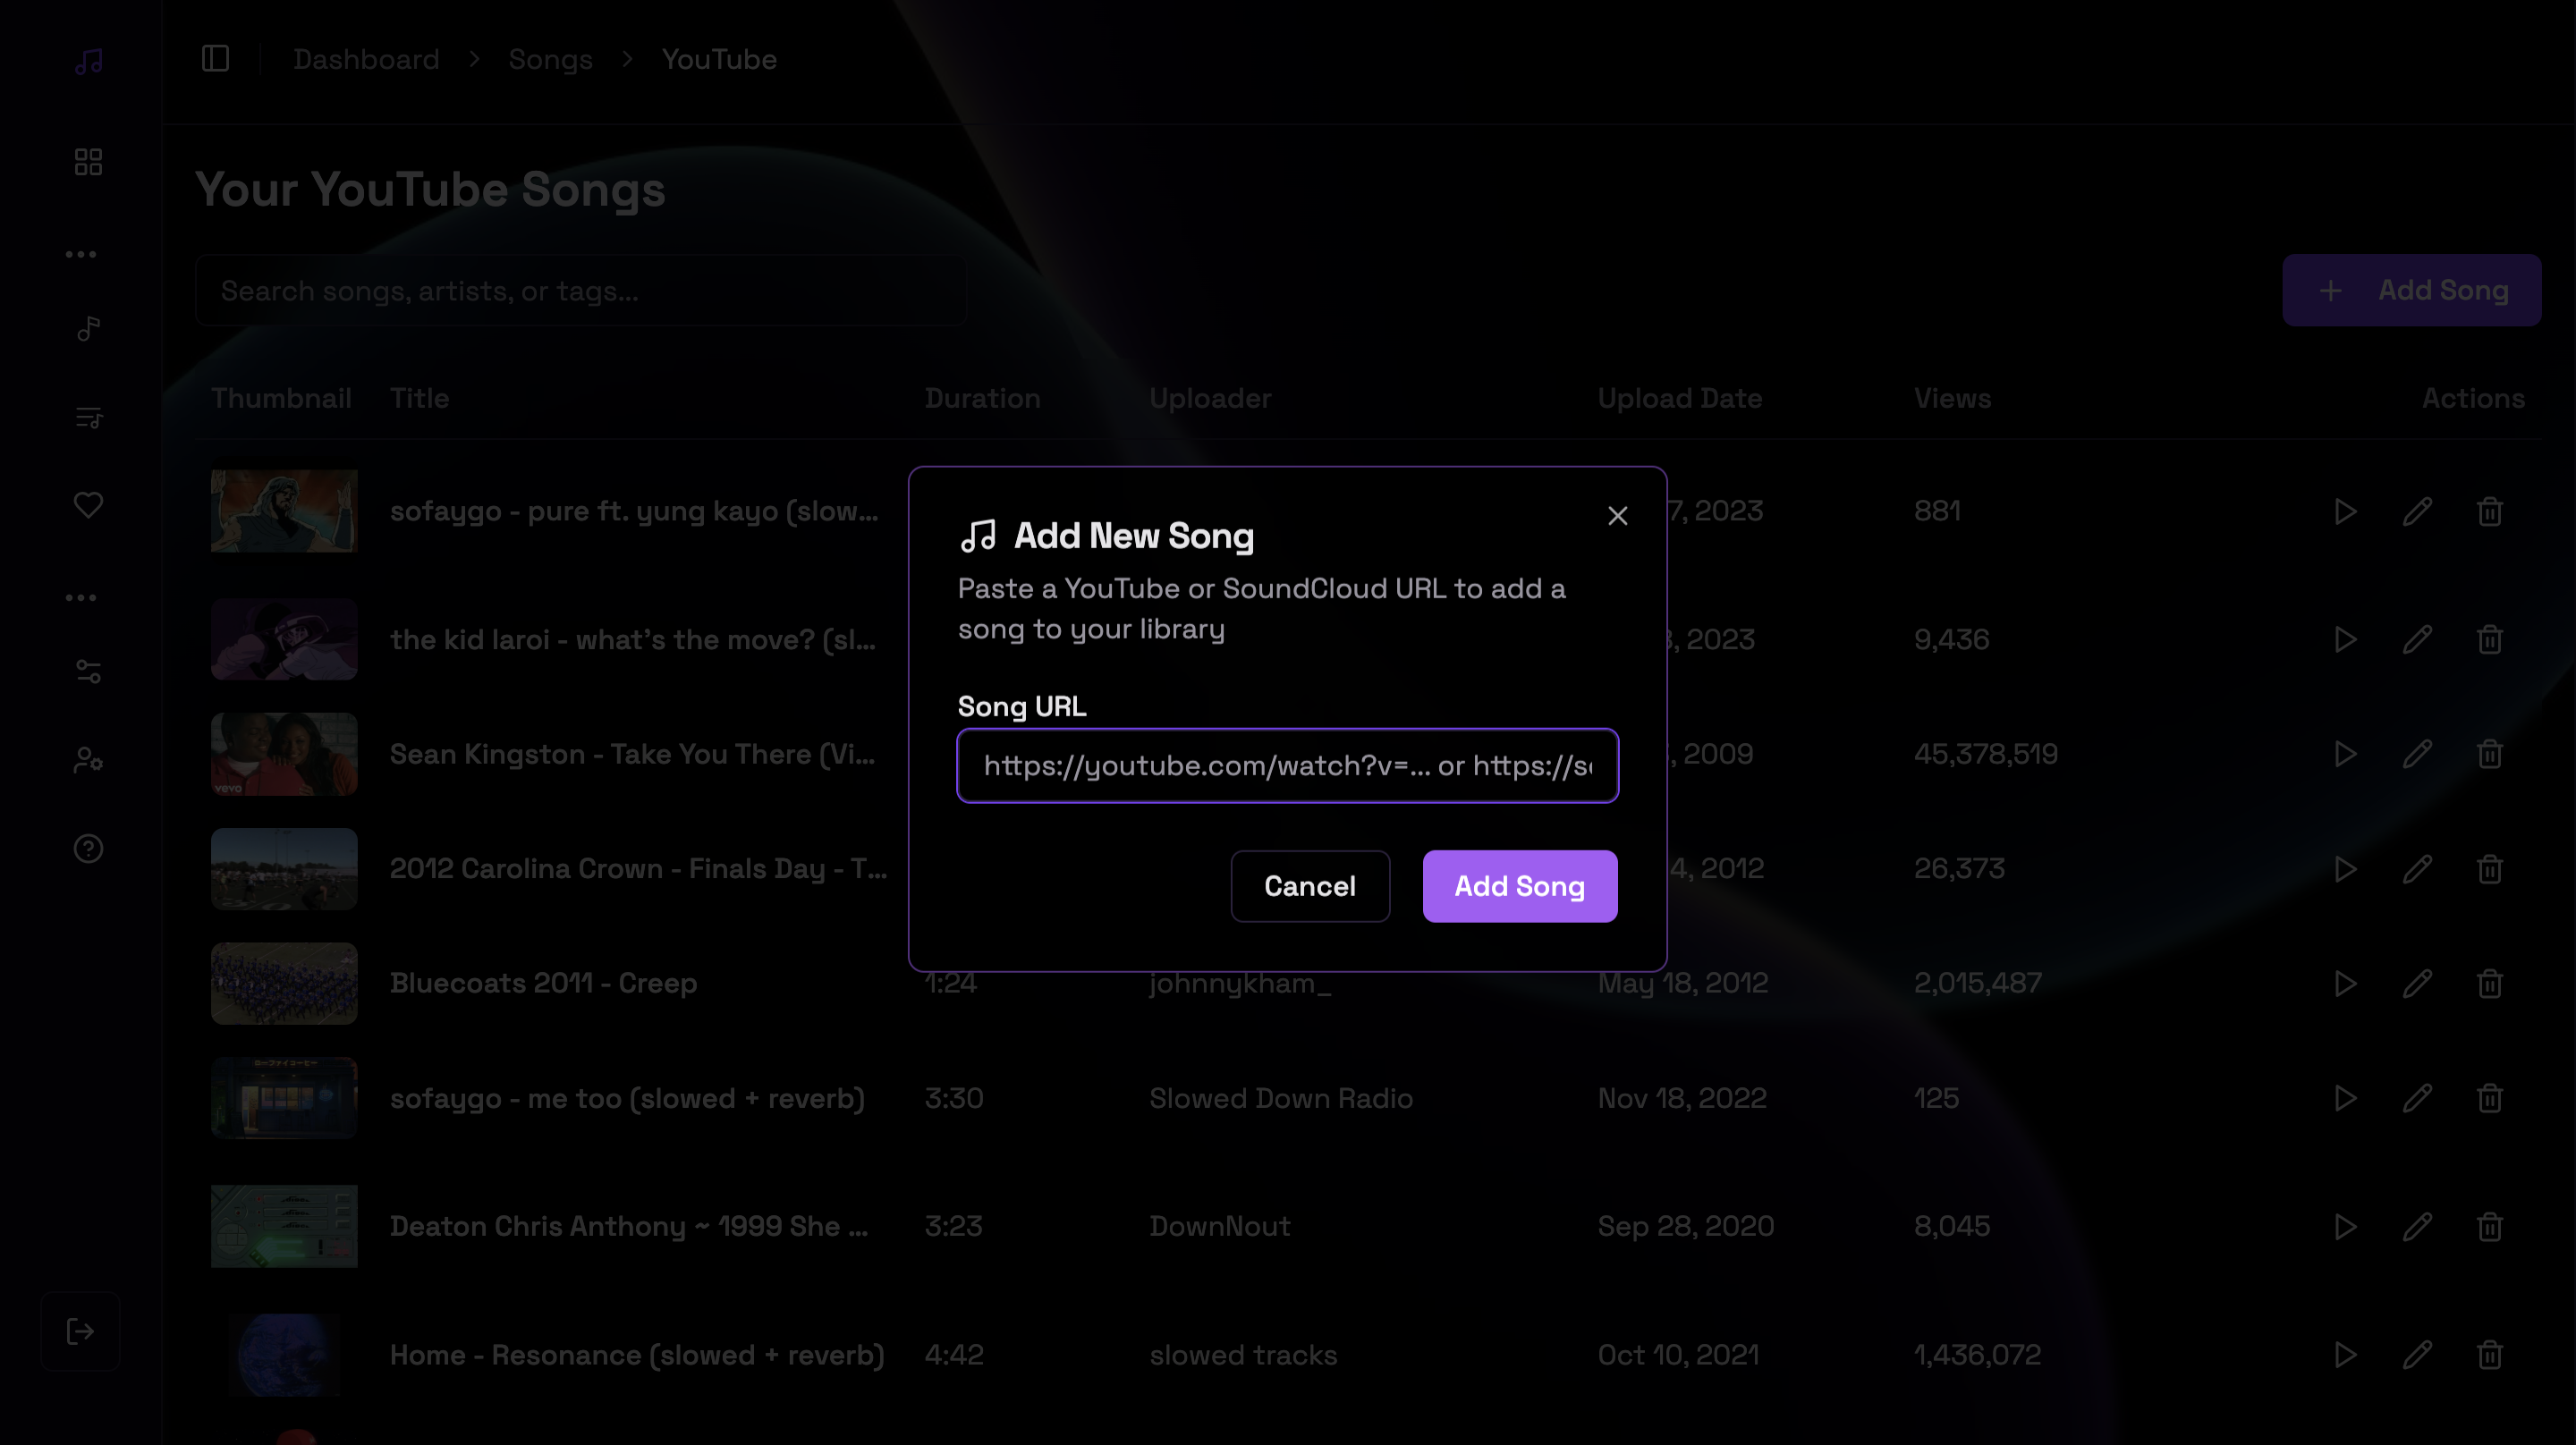 Dashboard > Songs > YouTube
Your YouTube Songs
Search songs, artists, or tags...
+ Add Song
Thumbnail Title Duration Uploader Upload Date Views Actions
sofaygo - pure ft. yung kayo (slow... 7, 2023 881
the kid laroi - what's the move? (sl... , 2023 9,436
vevo
Sean Kingston - Take You There (Vi... , 2009 45,378,519
2012 Carolina Crown - Finals Day - T... 4, 2012 26,373
Bluecoats 2011 - Creep 1:24 johnnykham_ May 18, 2012 2,015,487
sofaygo - me too (slowed + reverb) 3:30 Slowed Down Radio Nov 18, 2022 125
Deaton Chris Anthony ~ 1999 She ... 3:23 DownNout Sep 28, 2020 8,045
Home - Resonance (slowed + reverb) 4:42 slowed tracks Oct 10, 2021 1,436,072
Add New Song
Paste a YouTube or SoundCloud URL to add a
song to your library
Song URL
https://youtube.com/watch?v=... or https://s
Cancel Add Song